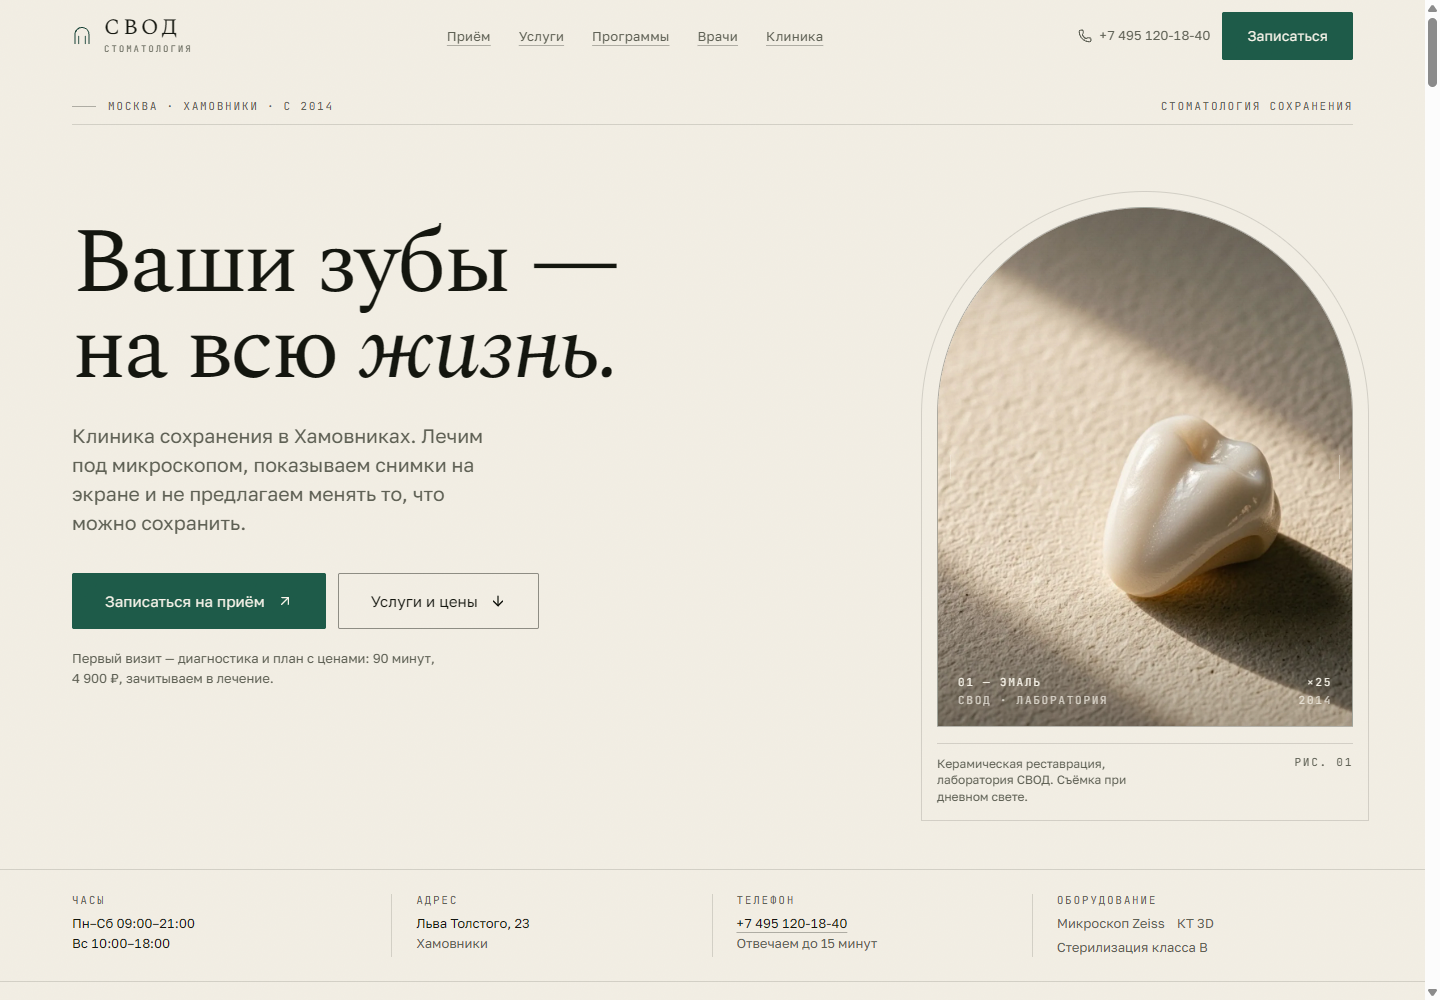 СВОД
СТОМАТОЛОГИЯ
Приём
Услуги
Программы
Врачи
Клиника
+7 495 120-18-40
Записаться
МОСКВА · ХАМОВНИКИ · С 2014
СТОМАТОЛОГИЯ СОХРАНЕНИЯ
Ваши зубы —
на всю жизнь.
Клиника сохранения в Хамовниках. Лечим
под микроскопом, показываем снимки на
экране и не предлагаем менять то, что
можно сохранить.
Записаться на приём
Услуги и цены
Первый визит — диагностика и план с ценами: 90 минут,
4 900 ₽, зачитываем в лечение.
01 — ЭМАЛЬ
×25
СВОД · ЛАБОРАТОРИЯ
2014
Керамическая реставрация,
лаборатория СВОД. Съёмка при
дневном свете.
РИС. 01
ЧАСЫ
Пн–Сб 09:00–21:00
Вс 10:00–18:00
АДРЕС
Льва Толстого, 23
Хамовники
ТЕЛЕФОН
+7 495 120-18-40
Отвечаем до 15 минут
ОБОРУДОВАНИЕ
Микроскоп Zeiss КТ 3D
Стерилизация класса B